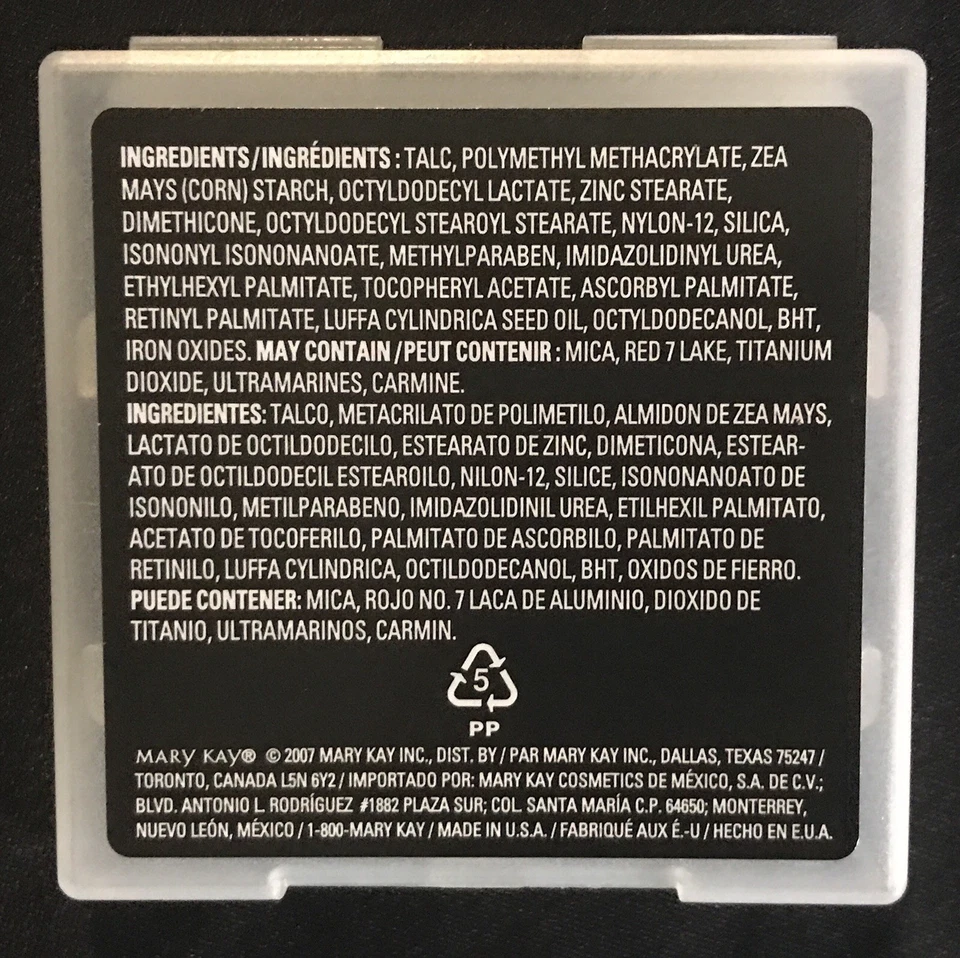 INGREDIENTS/INGRÉDIENTS: TALC, POLYMETHYL METHACRYLATE, ZEA
MAYS (CORN) STARCH, OCTYLDODECYL LACTATE, ZINC STEARATE,
DIMETHICONE, OCTYLDODECYL STEAROYL STEARATE, NYLON-12, SILICA,
ISONONYL ISONONANOATE, METHYLPARABEN, IMIDAZOLIDINYL UREA,
ETHYLHEXYL PALMITATE, TOCOPHERYL ACETATE, ASCORBYL PALMITATE,
RETINYL PALMITATE, LUFFA CYLINDRICA SEED OIL, OCTYLDODECANOL, BHT,
IRON OXIDES. MAY CONTAIN/PEUT CONTENIR: MICA, RED 7 LAKE, TITANIUM
DIOXIDE, ULTRAMARINES, CARMINE.
INGREDIENTES: TALCO, METACRILATO DE POLIMETILO, ALMIDON DE ZEA MAYS,
LACTATO DE OCTILDODECILO, ESTEARATO DE ZINC, DIMETICONA, ESTEAR-
ATO DE OCTILDODECIL ESTEAROILO, NILON-12, SILICE, ISONONANOATO DE
ISONONILO, METILPARABENO, IMIDAZOLIDINIL UREA, ETILHEXIL PALMITATO,
ACETATO DE TOCOFERILO, PALMITATO DE ASCORBILO, PALMITATO DE
RETINILO, LUFFA CYLINDRICA, OCTILDODECANOL, BHT, OXIDOS DE FIERRO.
PUEDE CONTENER: MICA, ROJO NO. 7 LACA DE ALUMINIO, DIOXIDO DE
TITANIO, ULTRAMARINOS, CARMIN.
5
PP
MARY KAY® © 2007 MARY KAY INC., DIST. BY / PAR MARY KAY INC., DALLAS, TEXAS 75247 /
TORONTO, CANADA L5N 6Y2 / IMPORTADO POR: MARY KAY COSMETICS DE MÉXICO, S.A. DE C.V.;
BLVD. ANTONIO L. RODRÍGUEZ #1882 PLAZA SUR; COL. SANTA MARÍA C.P. 64650; MONTERREY,
NUEVO LEÓN, MÉXICO / 1-800-MARY KAY / MADE IN U.S.A. / FABRIQUÉ AUX É.-U / HECHO EN E.U.A.